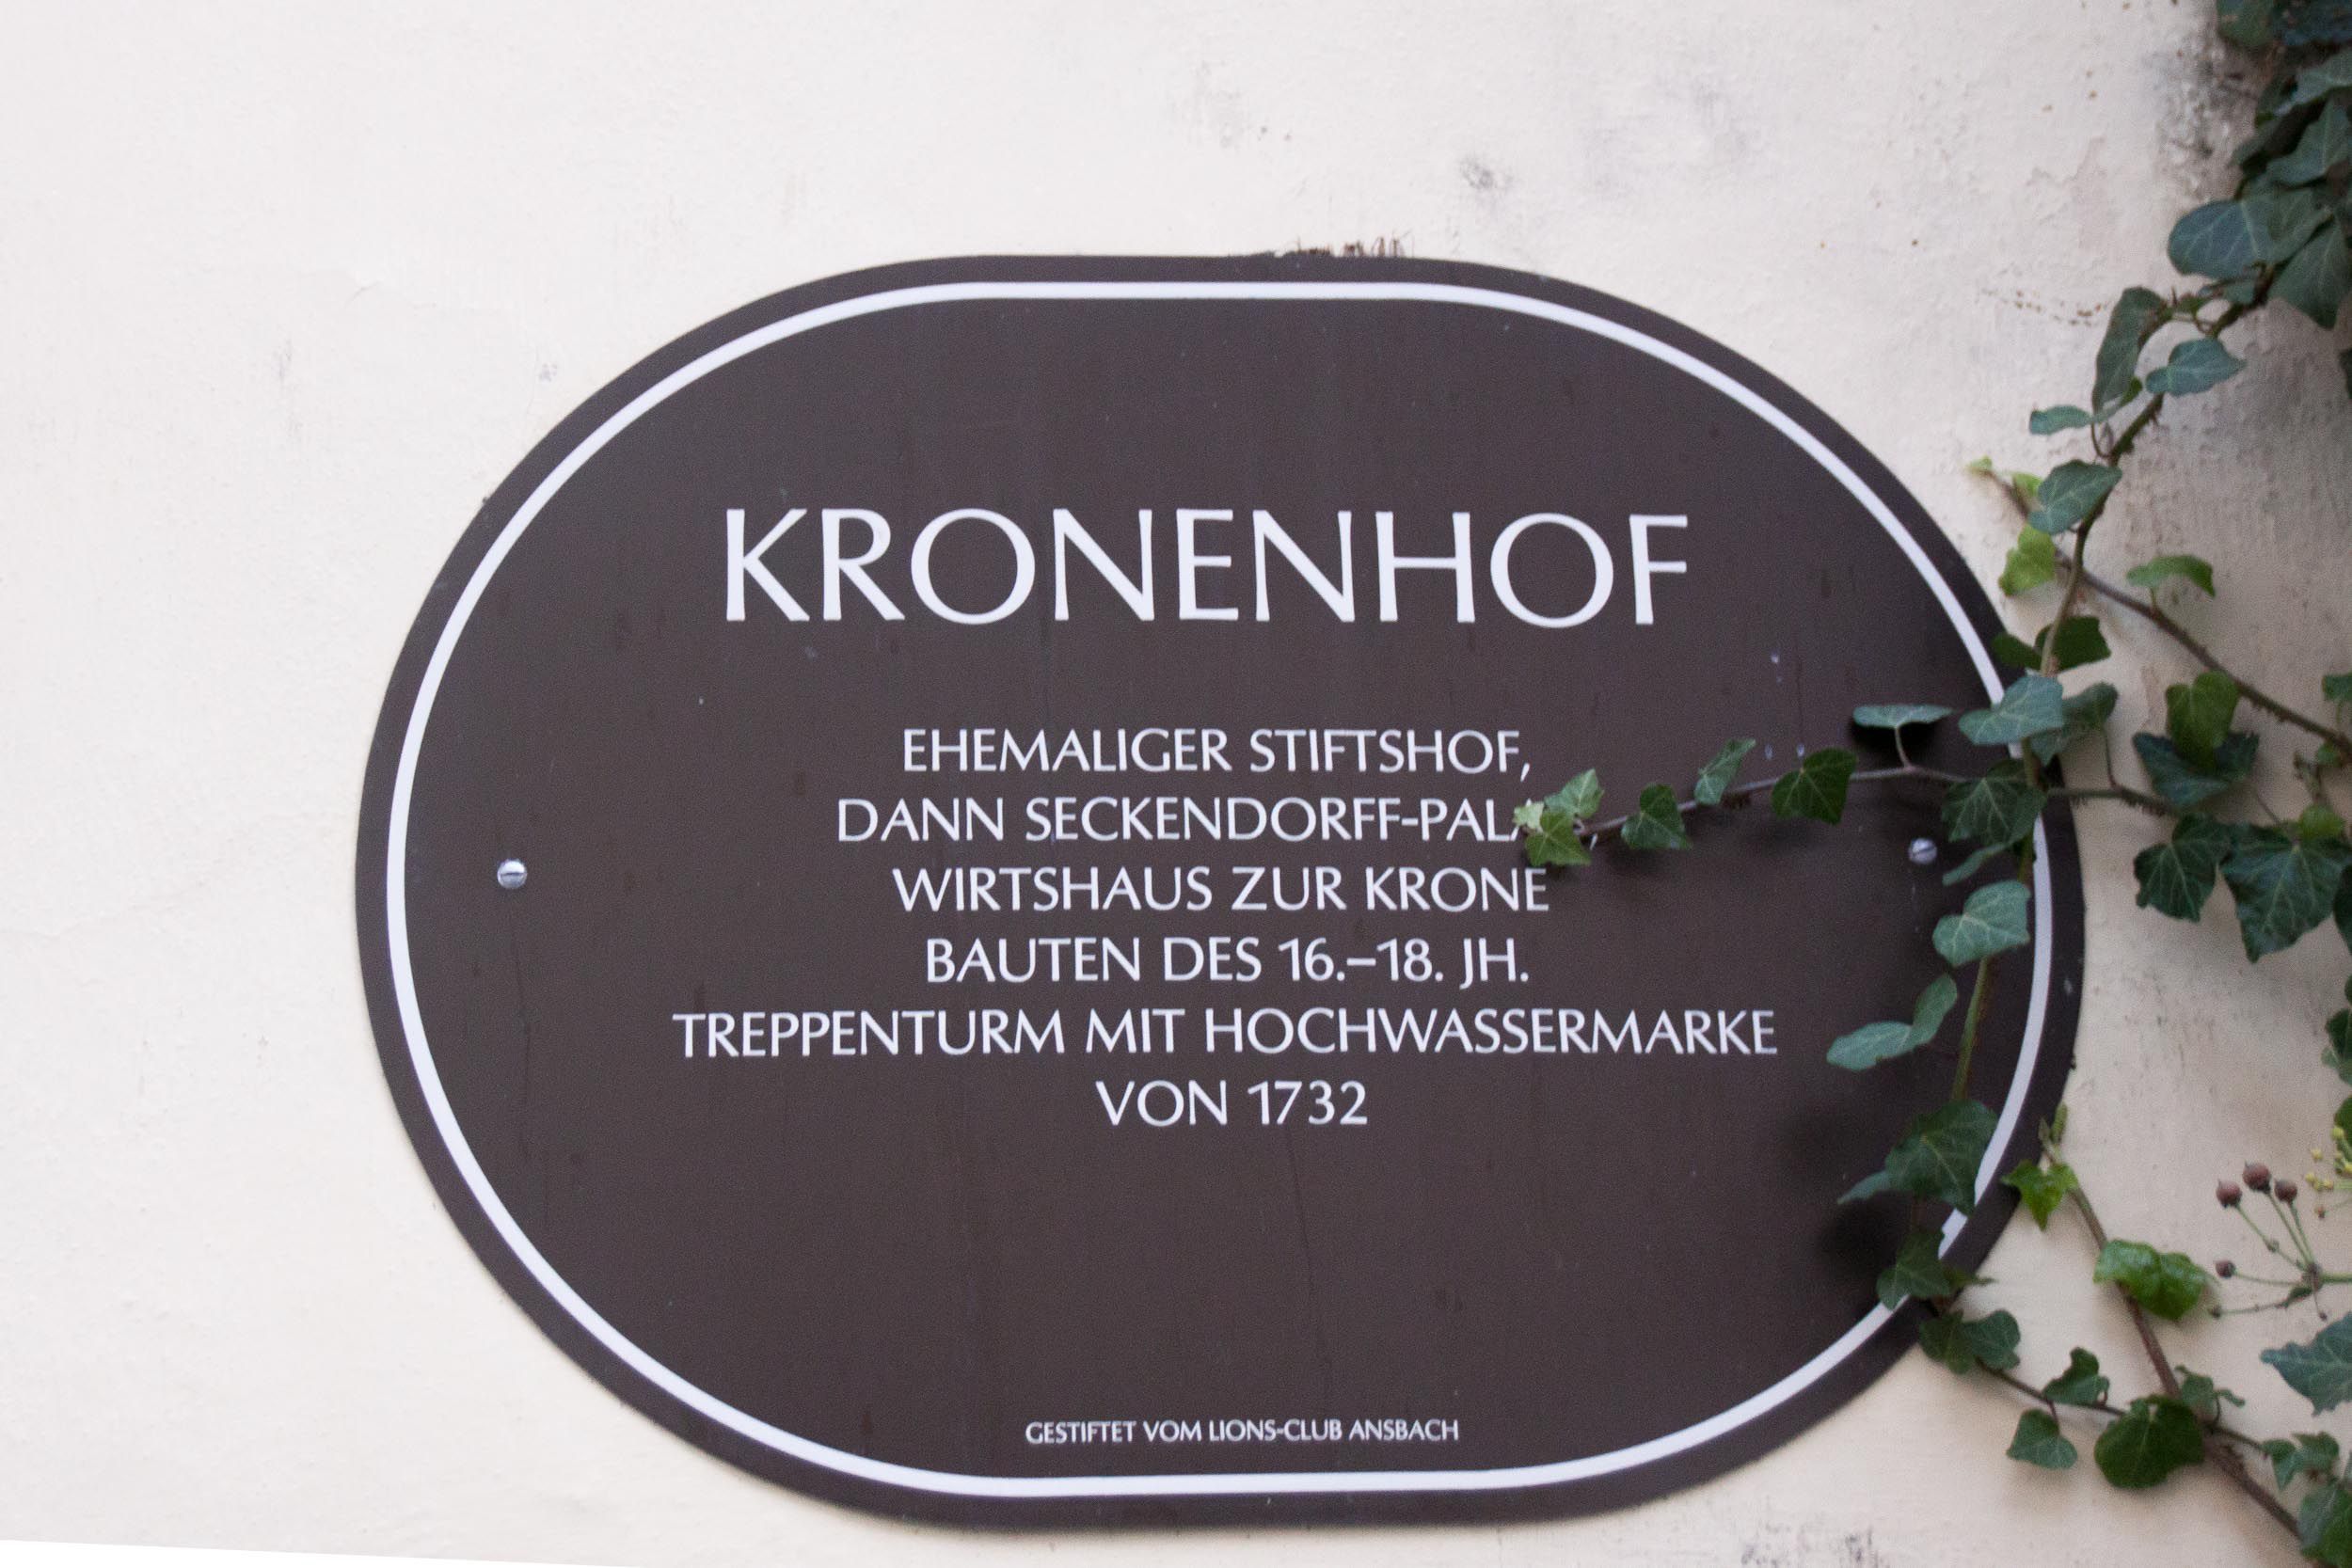 KRONENHOF
EHEMALIGER STIFTSHOF,
DANN SECKENDORFF-
WIRTSHAUS ZUR KRONE
BAUTEN DES 16.–18. JH.
TREPPENTURM MIT HOCHWASSERMARKE
VON 1732
GESTIFTET VOM LIONS-CLUB ANSBACH